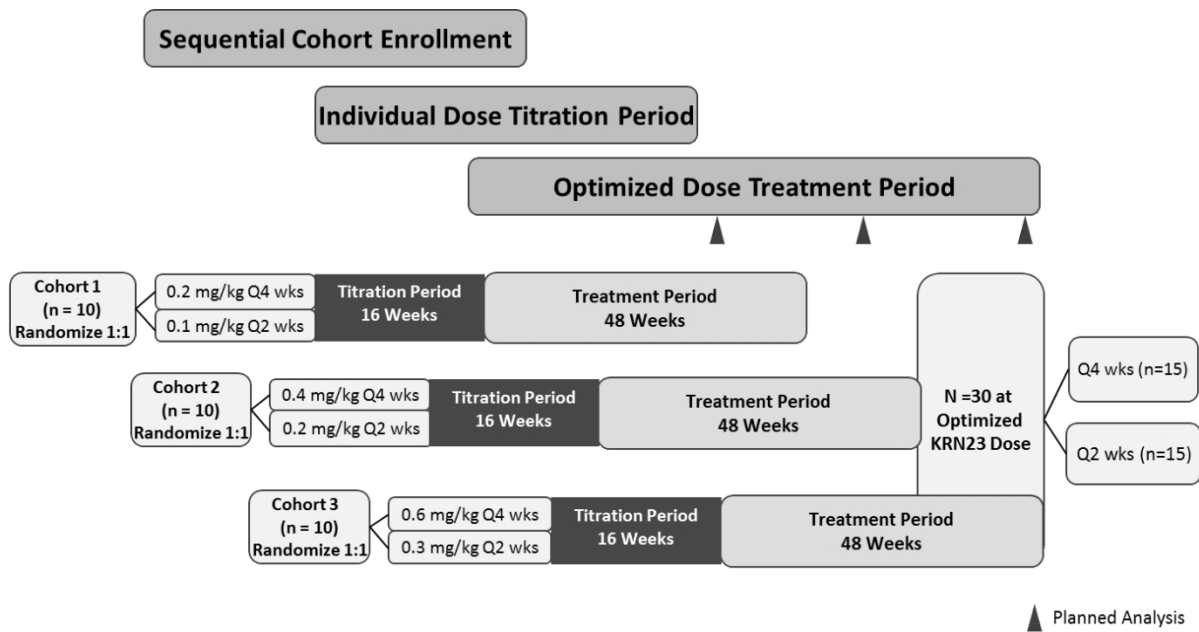 Sequential Cohort Enrollment
Individual Dose Titration Period
Optimized Dose Treatment Period
Cohort 1
(n = 10)
Randomize 1:1
0.2 mg/kg Q4 wks
0.1 mg/kg Q2 wks
Titration Period
16 Weeks
Treatment Period
48 Weeks
Cohort 2
(n = 10)
Randomize 1:1
0.4 mg/kg Q4 wks
0.2 mg/kg Q2 wks
Titration Period
16 Weeks
Treatment Period
48 Weeks
Cohort 3
(n = 10)
Randomize 1:1
0.6 mg/kg Q4 wks
0.3 mg/kg Q2 wks
Titration Period
16 Weeks
Treatment Period
48 Weeks
N =30 at
Optimized
KRN23 Dose
Q4 wks (n=15)
Q2 wks (n=15)
Planned Analysis